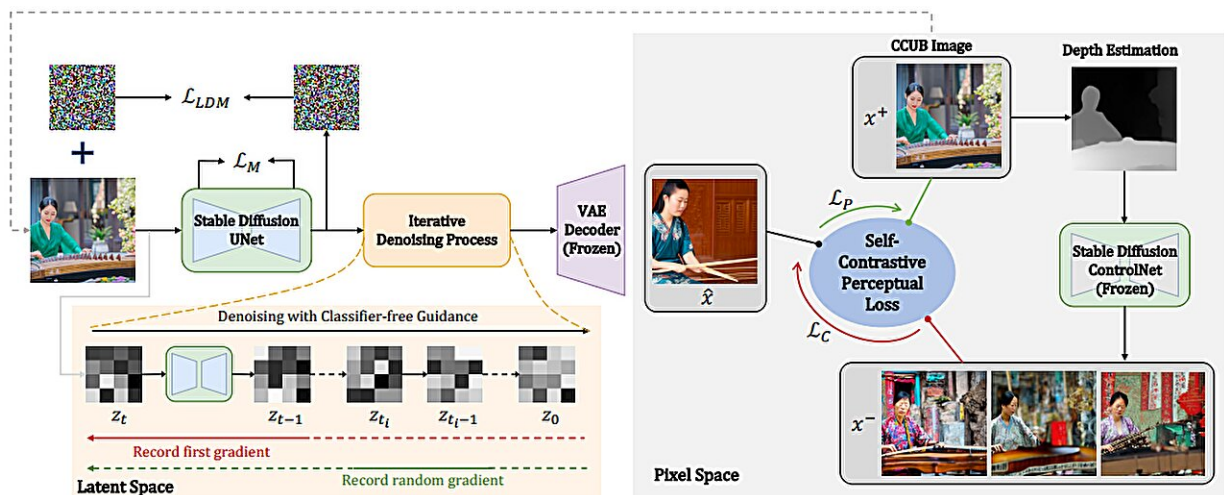 CCUB Image
Depth Estimation
ℒ_LDM
x⁺
+
ℒ_M
ℒ_P
Stable Diffusion
UNet
Iterative
Denoising Process
VAE
Decoder
(Frozen)
Self-
Contrastive
Perceptual
Loss
Stable Diffusion
ControlNet
(Frozen)
x̂
ℒ_C
Denoising with Classifier-free Guidance
z_t
z_{t−1}
z_{t_i}
z_{t_i−1}
z_0
x⁻
Record first gradient
Record random gradient
Latent Space
Pixel Space